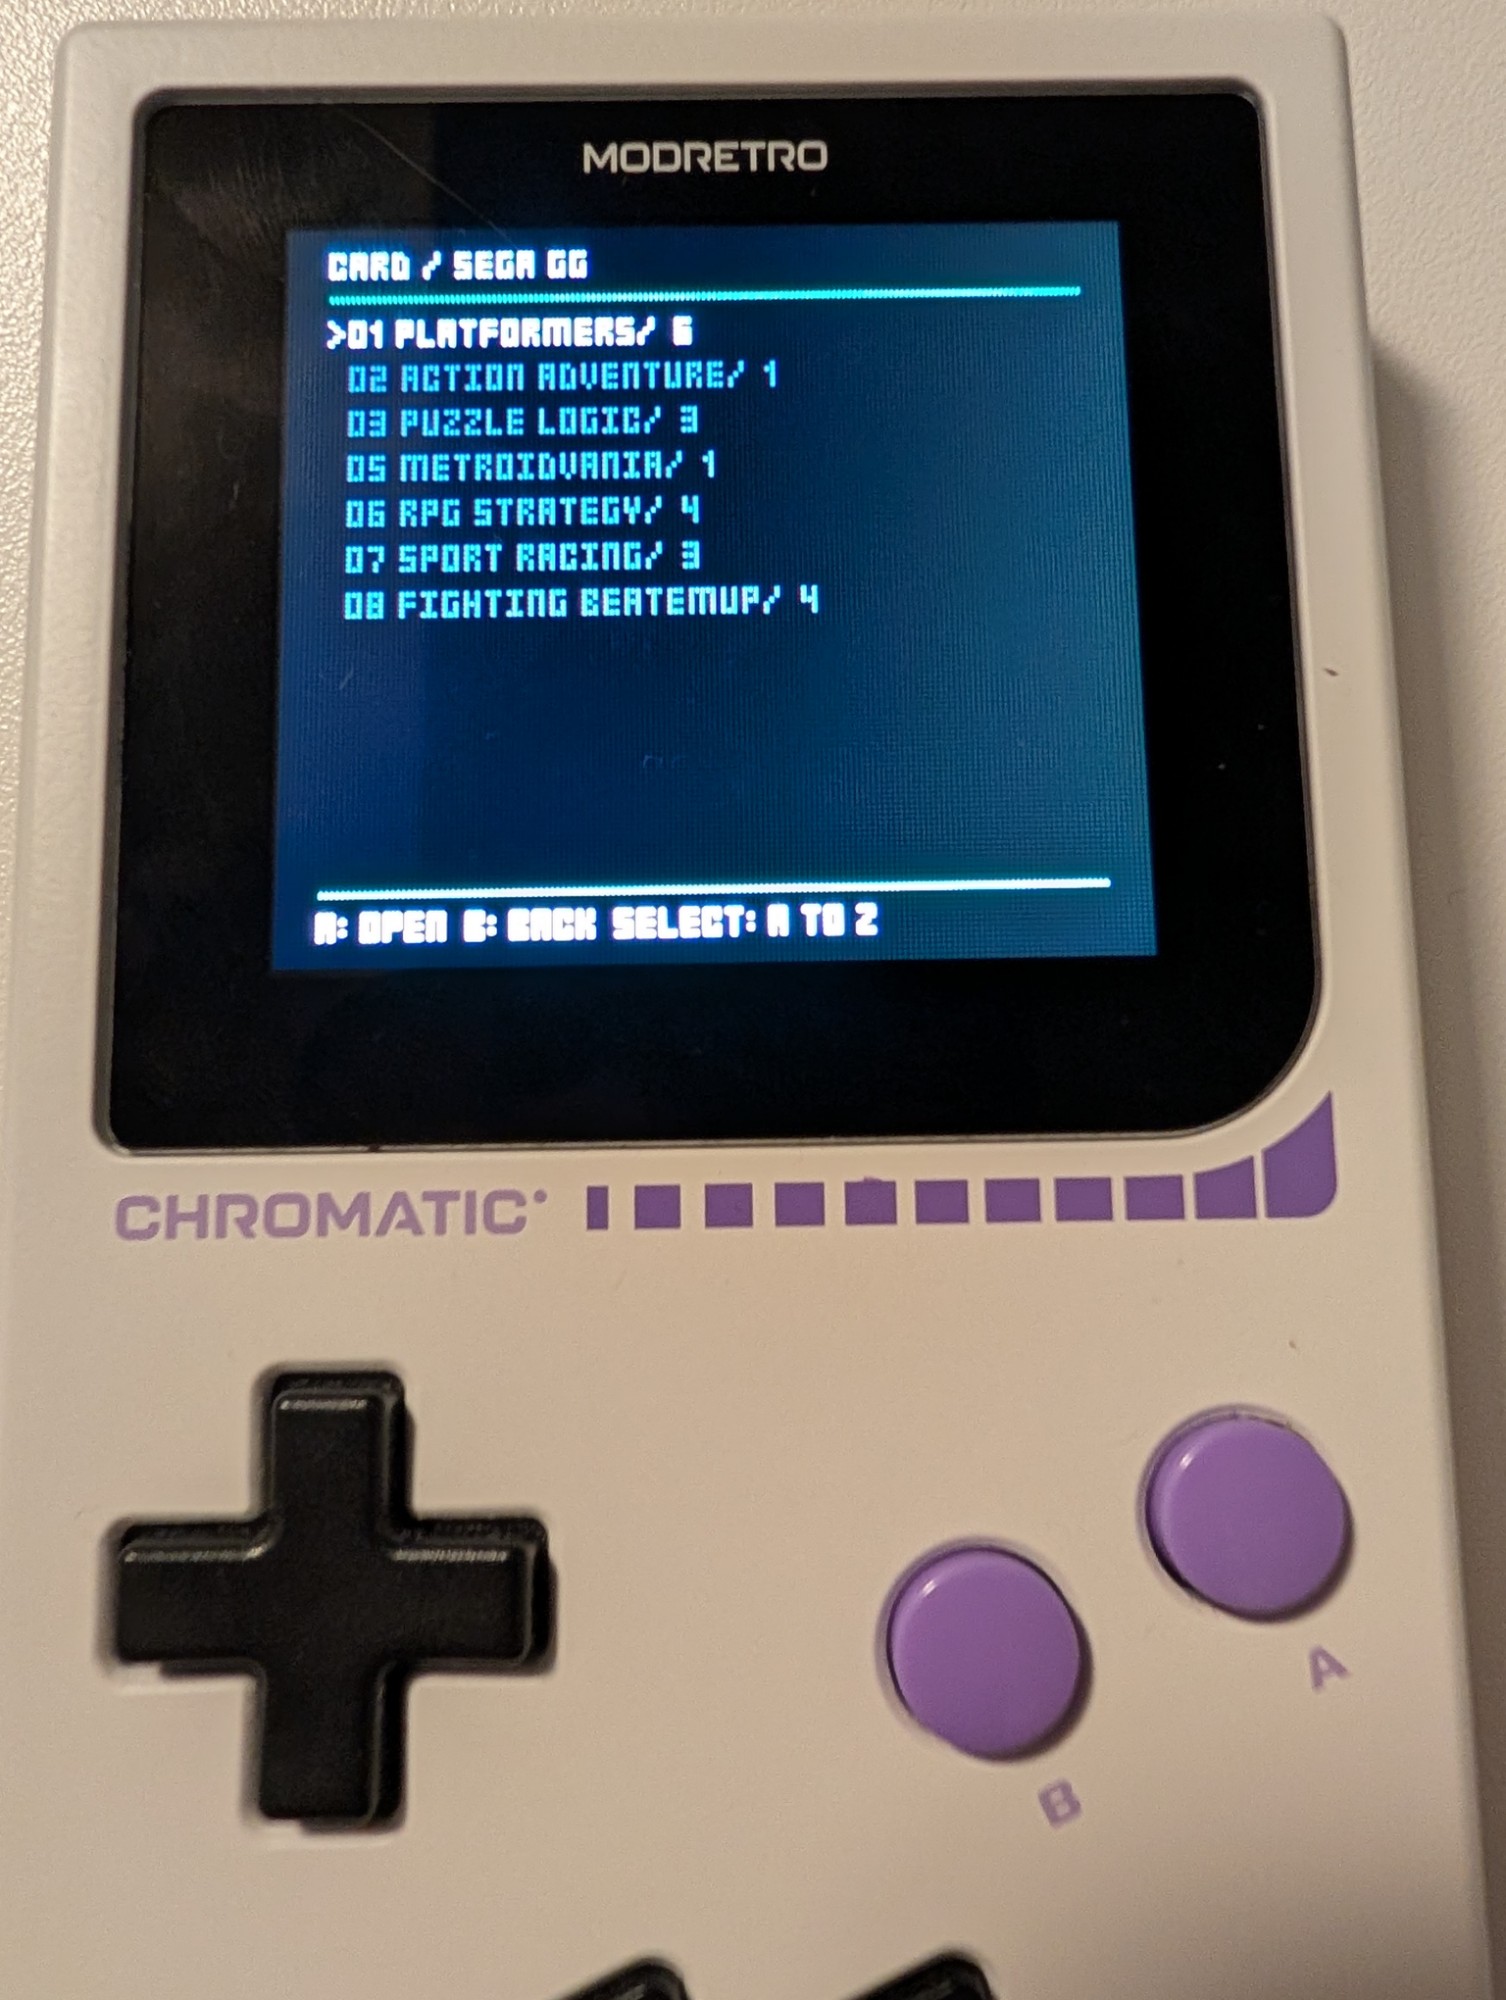 MODRETRO
CARD / SEGA GG
>01 PLATFORMERS/ 6
02 ACTION ADVENTURE/ 1
03 PUZZLE LOGIC/ 3
05 METROIDVANIA/ 1
06 RPG STRATEGY/ 4
07 SPORT RACING/ 3
08 FIGHTING BEATEMUP/ 4
A: OPEN B: BACK SELECT: A TO Z
CHROMATIC
A
B